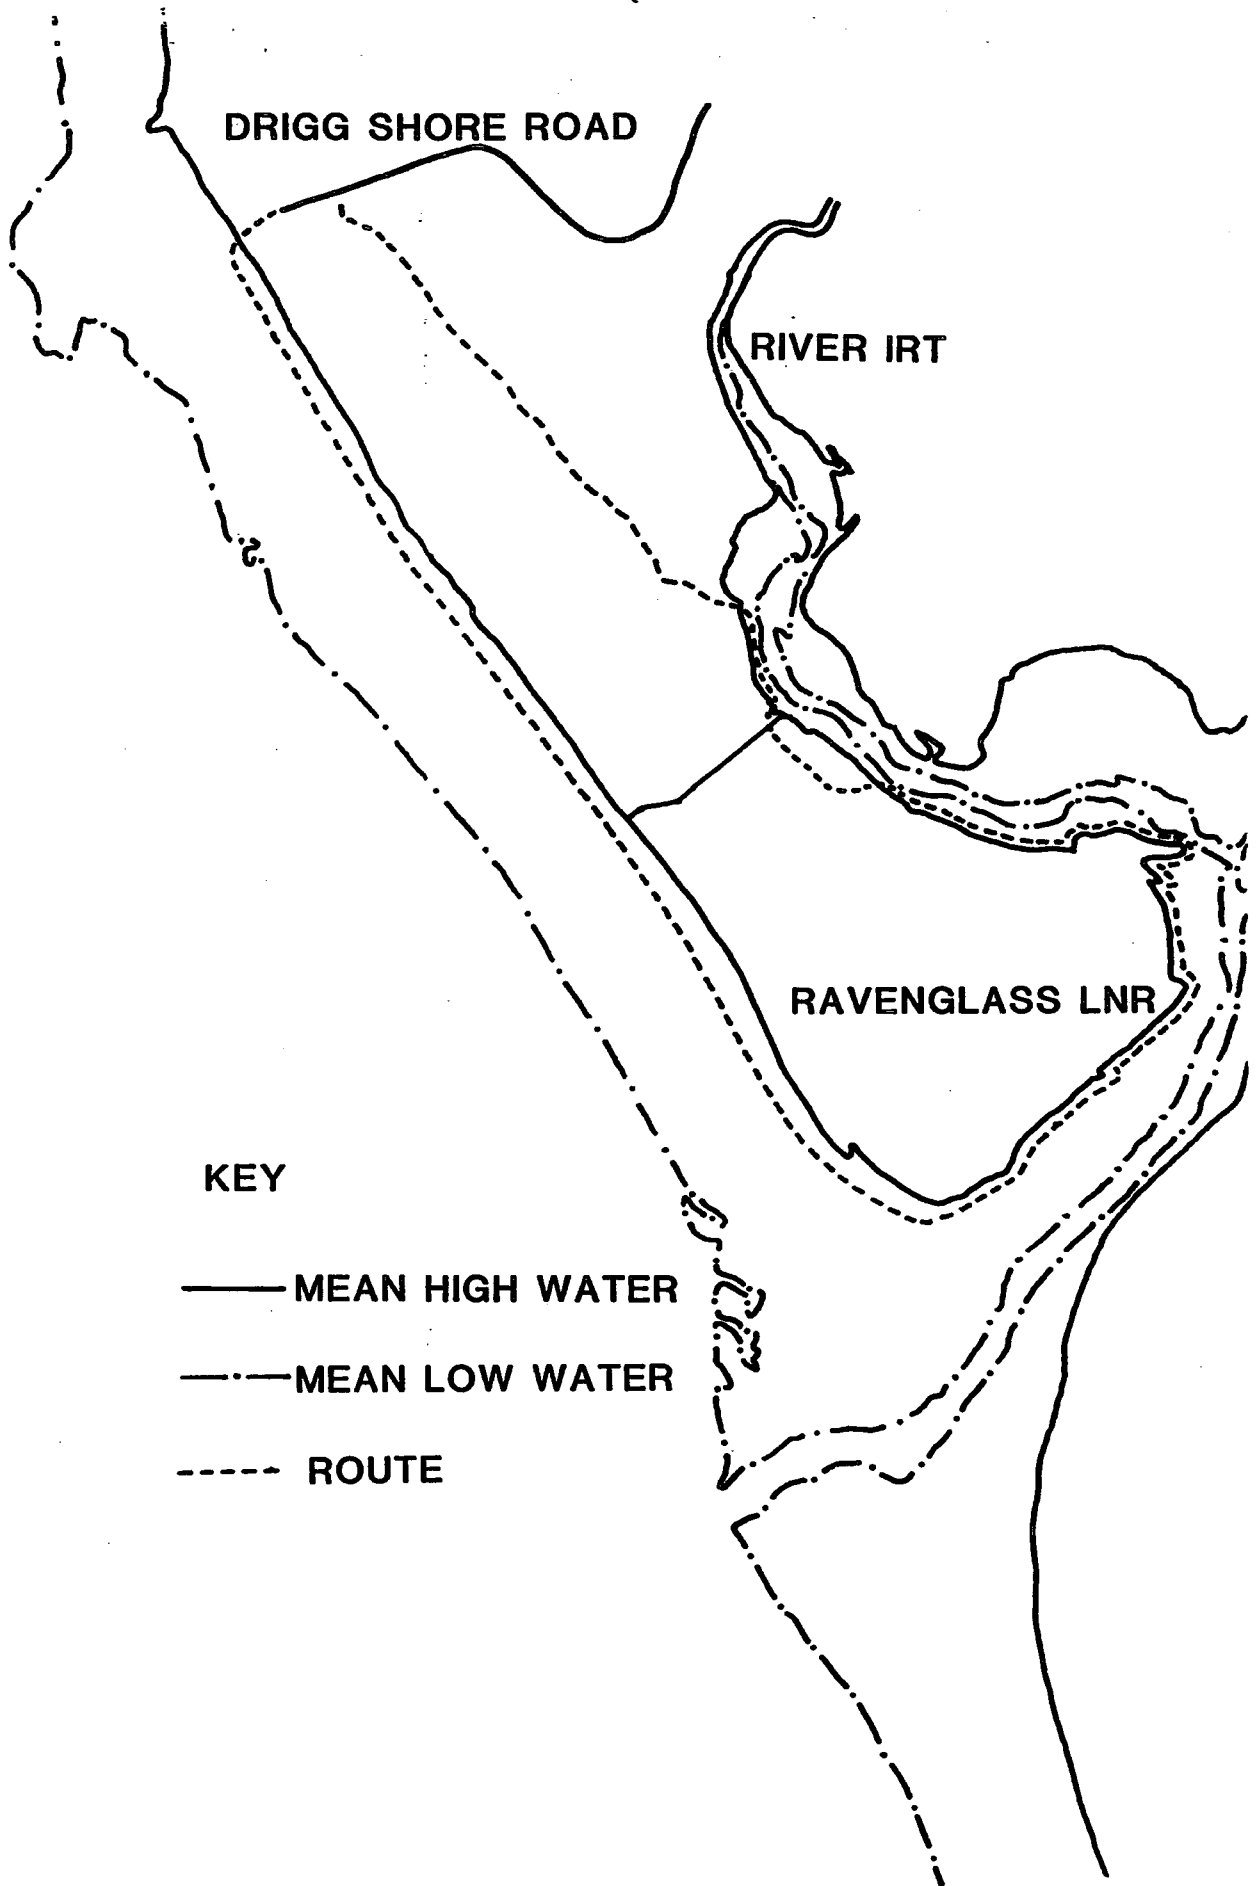 DRIGG SHORE ROAD
RIVER IRT
RAVENGLASS LNR
KEY
MEAN HIGH WATER
MEAN LOW WATER
ROUTE